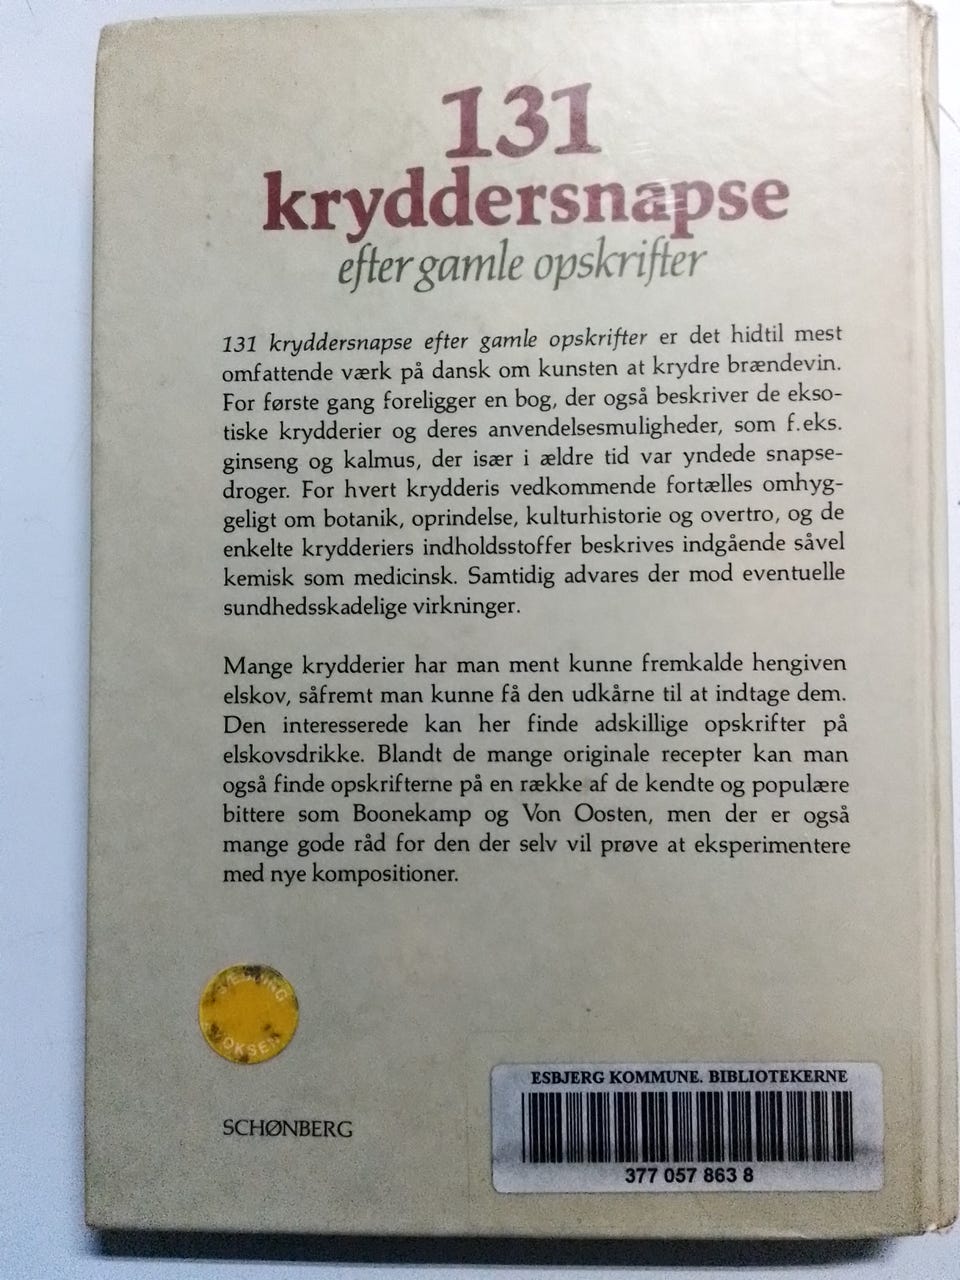 131
kryddersnapse
efter gamle opskrifter
131 kryddersnapse efter gamle opskrifter er det hidtil mest
omfattende værk på dansk om kunsten at krydre brændevin.
For første gang foreligger en bog, der også beskriver de ekso-
tiske krydderier og deres anvendelsesmuligheder, som f.eks.
ginseng og kalmus, der især i ældre tid var yndede snapse-
droger. For hvert krydderis vedkommende fortælles omhyg-
geligt om botanik, oprindelse, kulturhistorie og overtro, og de
enkelte krydderiers indholdsstoffer beskrives indgående såvel
kemisk som medicinsk. Samtidig advares der mod eventuelle
sundhedsskadelige virkninger.
Mange krydderier har man ment kunne fremkalde hengiven
elskov, såfremt man kunne få den udkårne til at indtage dem.
Den interesserede kan her finde adskillige opskrifter på
elskovsdrikke. Blandt de mange originale recepter kan man
også finde opskrifterne på en række af de kendte og populære
bittere som Boonekamp og Von Oosten, men der er også
mange gode råd for den der selv vil prøve at eksperimentere
med nye kompositioner.
SCHØNBERG
ESBJERG KOMMUNE. BIBLIOTEKERNE
377 057 863 8